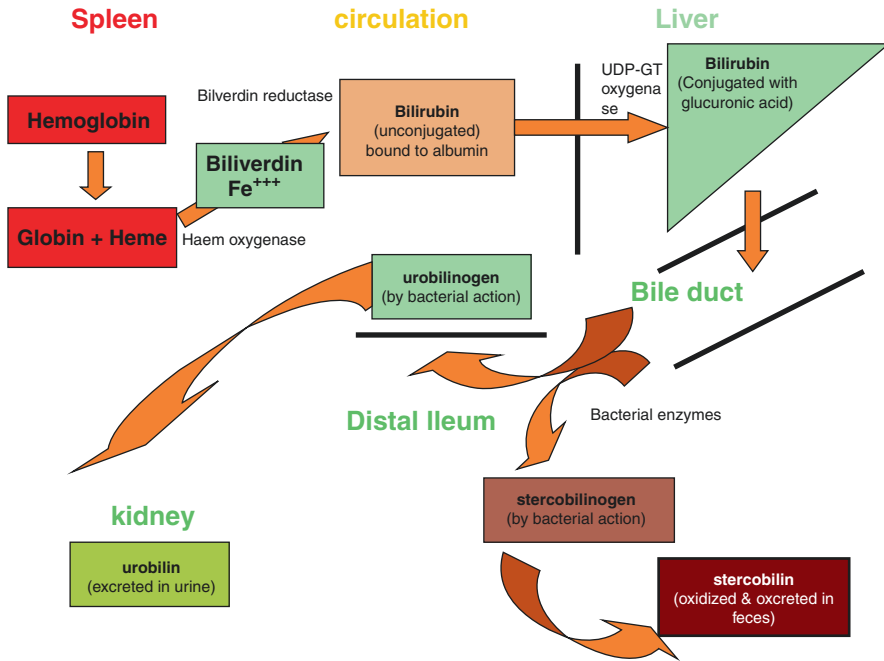 Spleen
circulation
Liver
Hemoglobin
Globin + Heme
Biliverdin
Fe+++
Haem oxygenase
Bilverdin reductase
Bilirubin
(unconjugated)
bound to albumin
UDP-GT
oxygena
se
Bilirubin
(Conjugated with
glucuronic acid)
Bile duct
urobilinogen
(by bacterial action)
Distal Ileum
Bacterial enzymes
kidney
urobilin
(excreted in urine)
stercobilinogen
(by bacterial action)
stercobilin
(oxidized & oxcreted in
feces)